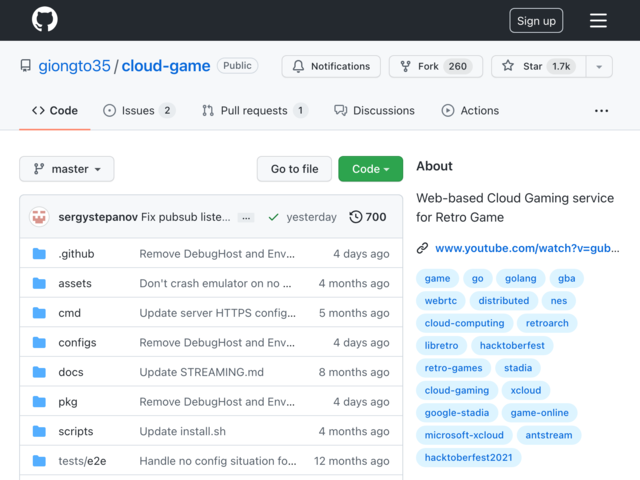 Sign up
giongto35/cloud-game Public
Notifications Fork 260 Star 1.7k
Code Issues 2 Pull requests 1 Discussions Actions ...
master Go to file Code
sergystepanov Fix pubsub liste... ... yesterday 700
.github Remove DebugHost and Env... 4 days ago
assets Don't crash emulator on no ... 4 months ago
cmd Update server HTTPS config... 5 months ago
configs Remove DebugHost and Env... 4 days ago
docs Update STREAMING.md 8 months ago
pkg Remove DebugHost and Env... 4 days ago
scripts Update install.sh 4 months ago
tests/e2e Handle no config situation fo... 12 months ago
About
Web-based Cloud Gaming service
for Retro Game
www.youtube.com/watch?v=gub...
game go golang gba
webrtc distributed nes
cloud-computing retroarch
libretro hacktoberfest
retro-games stadia
cloud-gaming xcloud
google-stadia game-online
microsoft-xcloud antstream
hacktoberfest2021